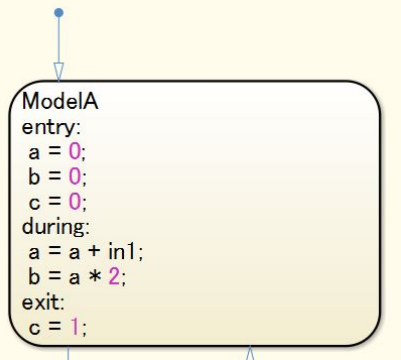 ModelA
entry:
a = 0;
b = 0;
c = 0;
during:
a = a + in1;
b = a * 2;
exit:
c = 1;